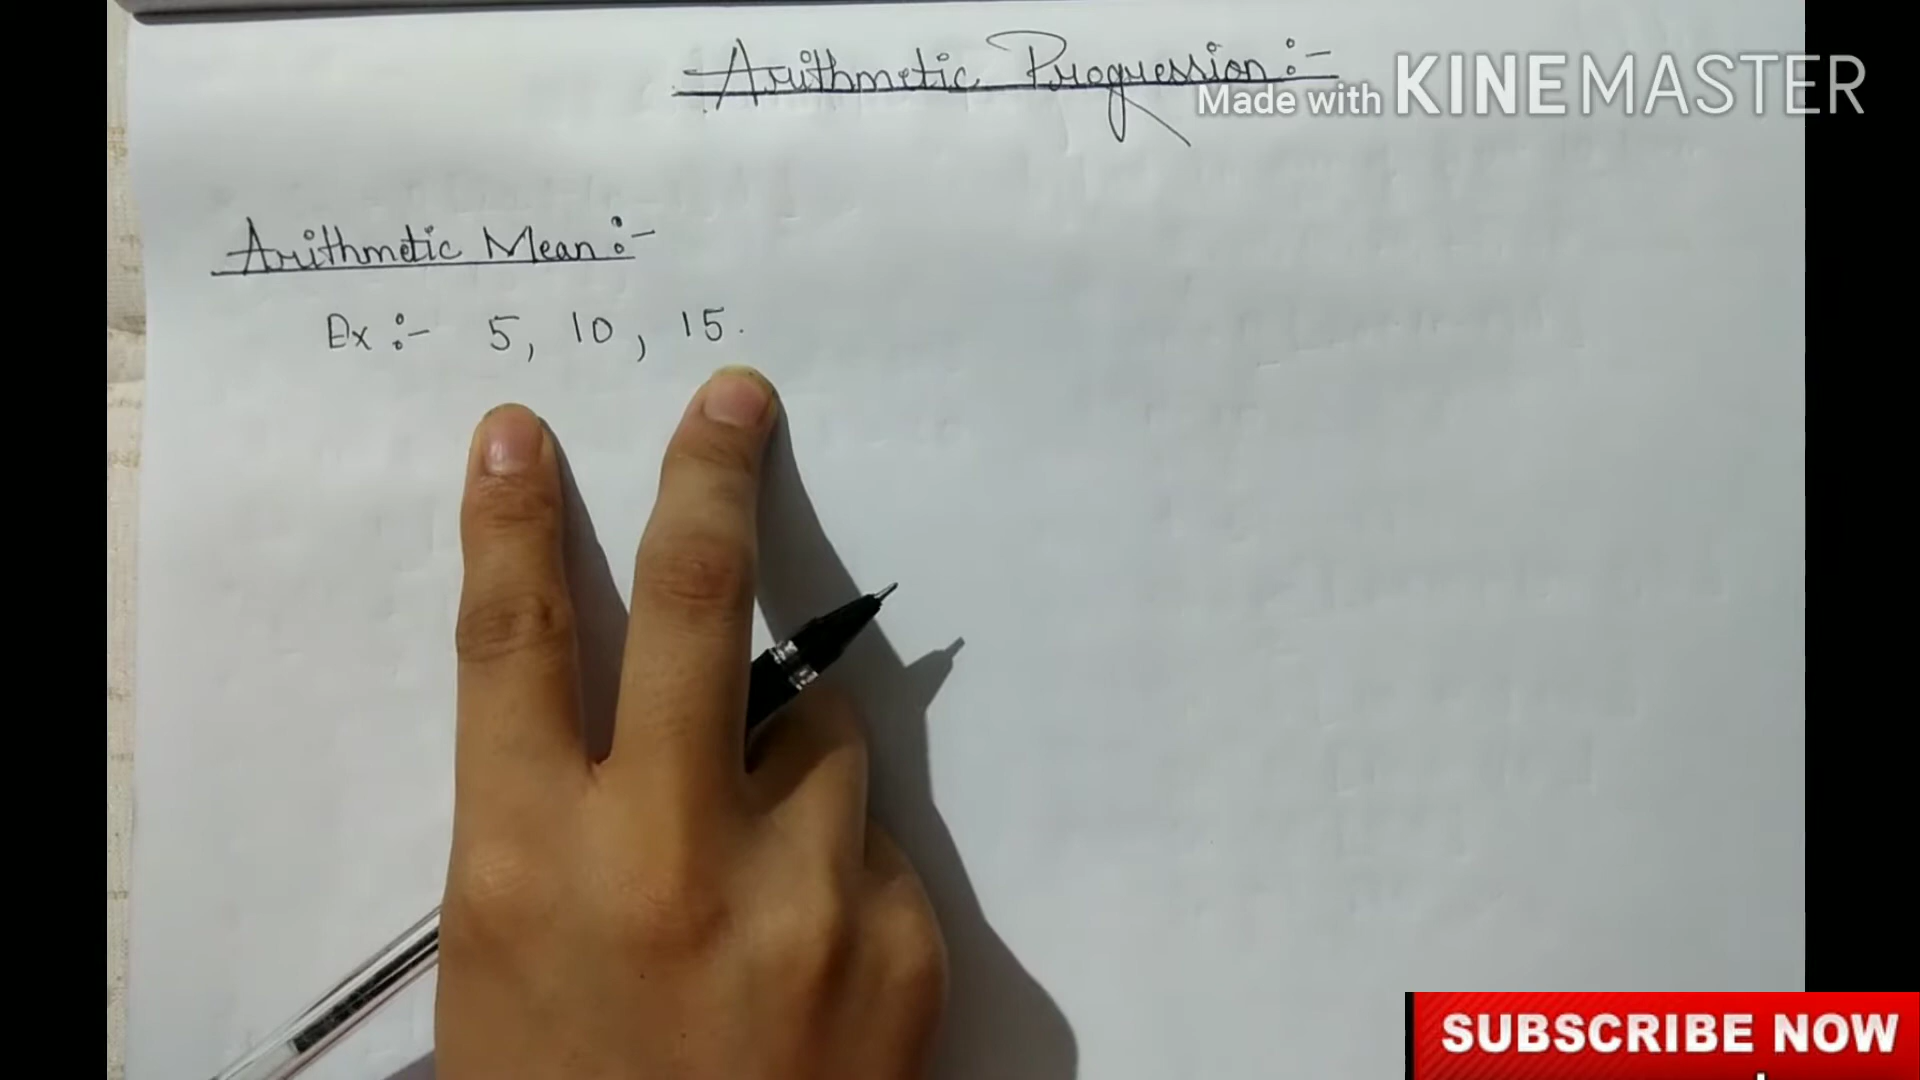 Arithmetic Progression :-
Made with KINEMASTER
Arithmetic Mean :-
Ex :- 5, 10, 15.
SUBSCRIBE NOW